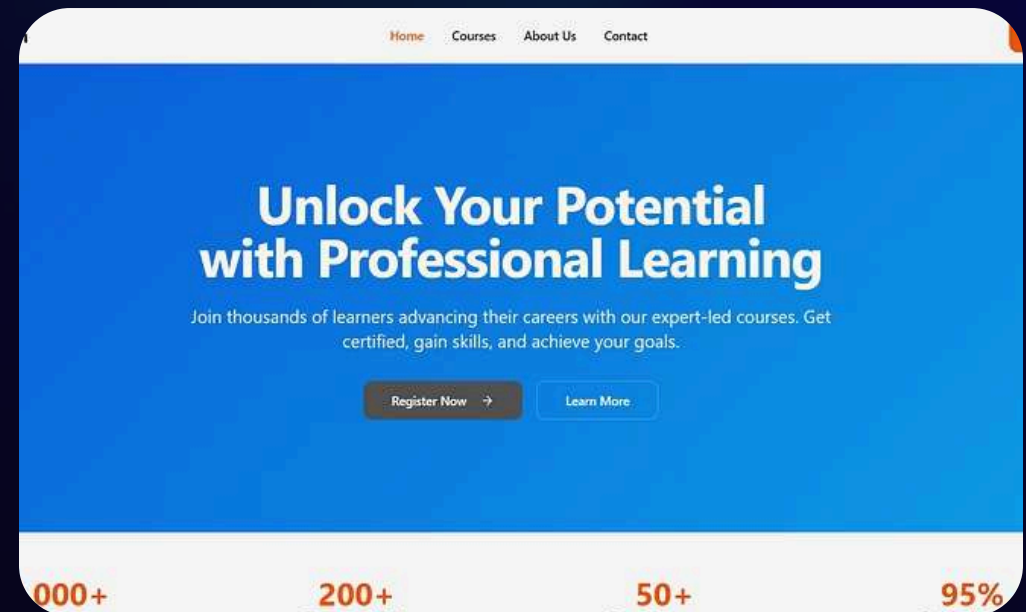 Home Courses About Us Contact
Unlock Your Potential
with Professional Learning
Join thousands of learners advancing their careers with our expert-led courses. Get
certified, gain skills, and achieve your goals.
Register Now → Learn More
000+ 200+ 50+ 95%